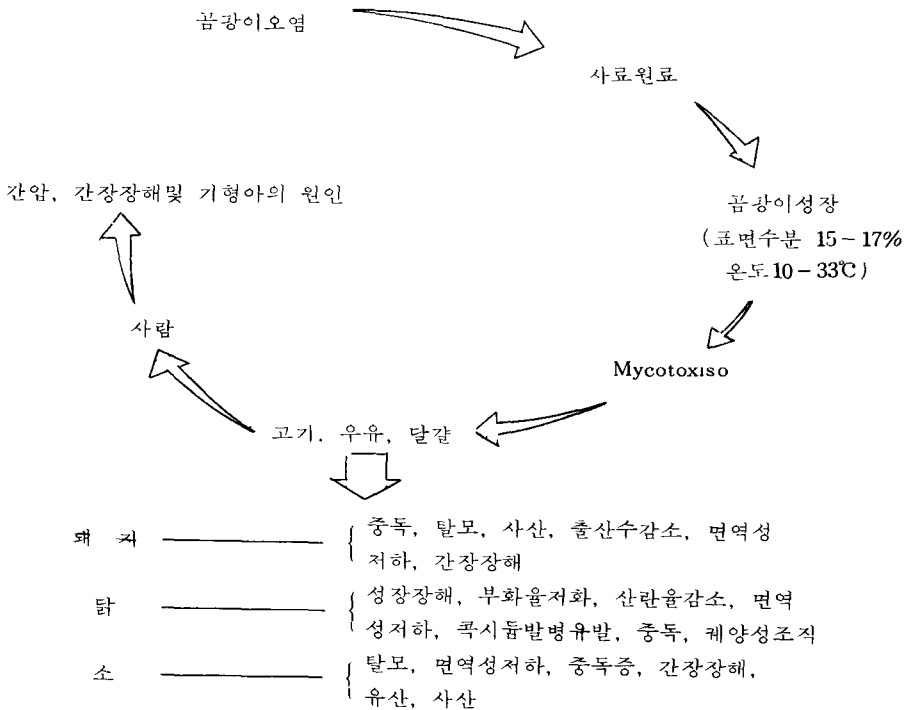 곰팡이오염
사료원료
간암, 간장장해및 기형아의 원인
곰팡이성장
(표면수분 15-17%
온도10-33℃)
사람
Mycotoxiso
고기. 우유, 달걀
돼 지
중독, 탈모, 사산, 출산수감소, 면역성
저하, 간장장해
닭
성장장해, 부화율저화, 산란율감소, 면역
성저하, 콕시듐발병유발, 중독, 궤양성조직
소
탈모, 면역성저하, 중독증, 간장장해,
유산, 사산